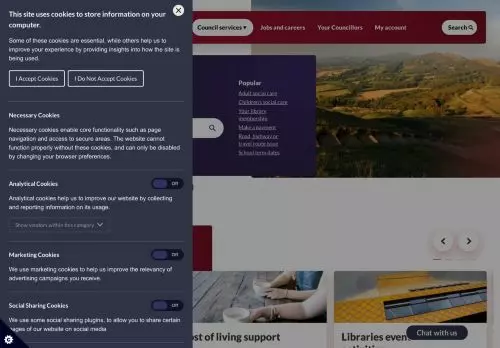 This site uses cookies to store information on your
computer.
Some of these cookies are essential, while others help us to
improve your experience by providing insights into how the site is
being used.
I Accept Cookies
I Do Not Accept Cookies
Necessary Cookies
Necessary cookies enable core functionality such as page
navigation and access to secure areas. The website cannot
function properly without these cookies, and can only be disabled
by changing your browser preferences.
Analytical Cookies
Off
Analytical cookies help us to improve our website by collecting
and reporting information on its usage.
Show vendors within this category
Marketing Cookies
Off
We use marketing cookies to help us improve the relevancy of
advertising campaigns you receive.
Social Sharing Cookies
Off
We use some social sharing plugins, to allow you to share certain
pages of our website on social media
Council services
Jobs and careers
Your Councillors
My account
Search
Popular
Adult social care
Children's social care
Your library
membership
Make a payment
Road, highway or
travel route issue
School term dates
ost of living support
Libraries events
Chat with us